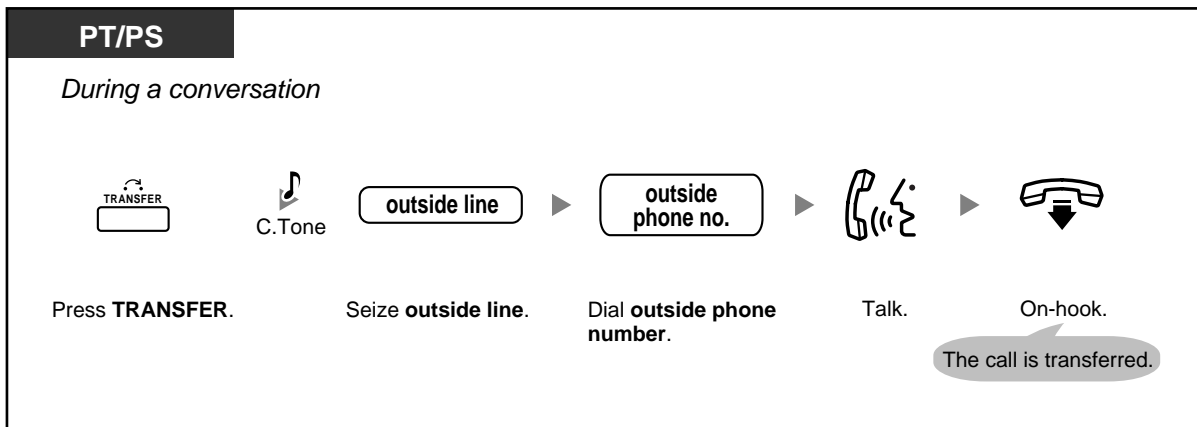 PT/PS
During a conversation
TRANSFER
C.Tone
outside line
outside
phone no.
Press TRANSFER.
Seize outside line.
Dial outside phone
number.
Talk.
On-hook.
The call is transferred.